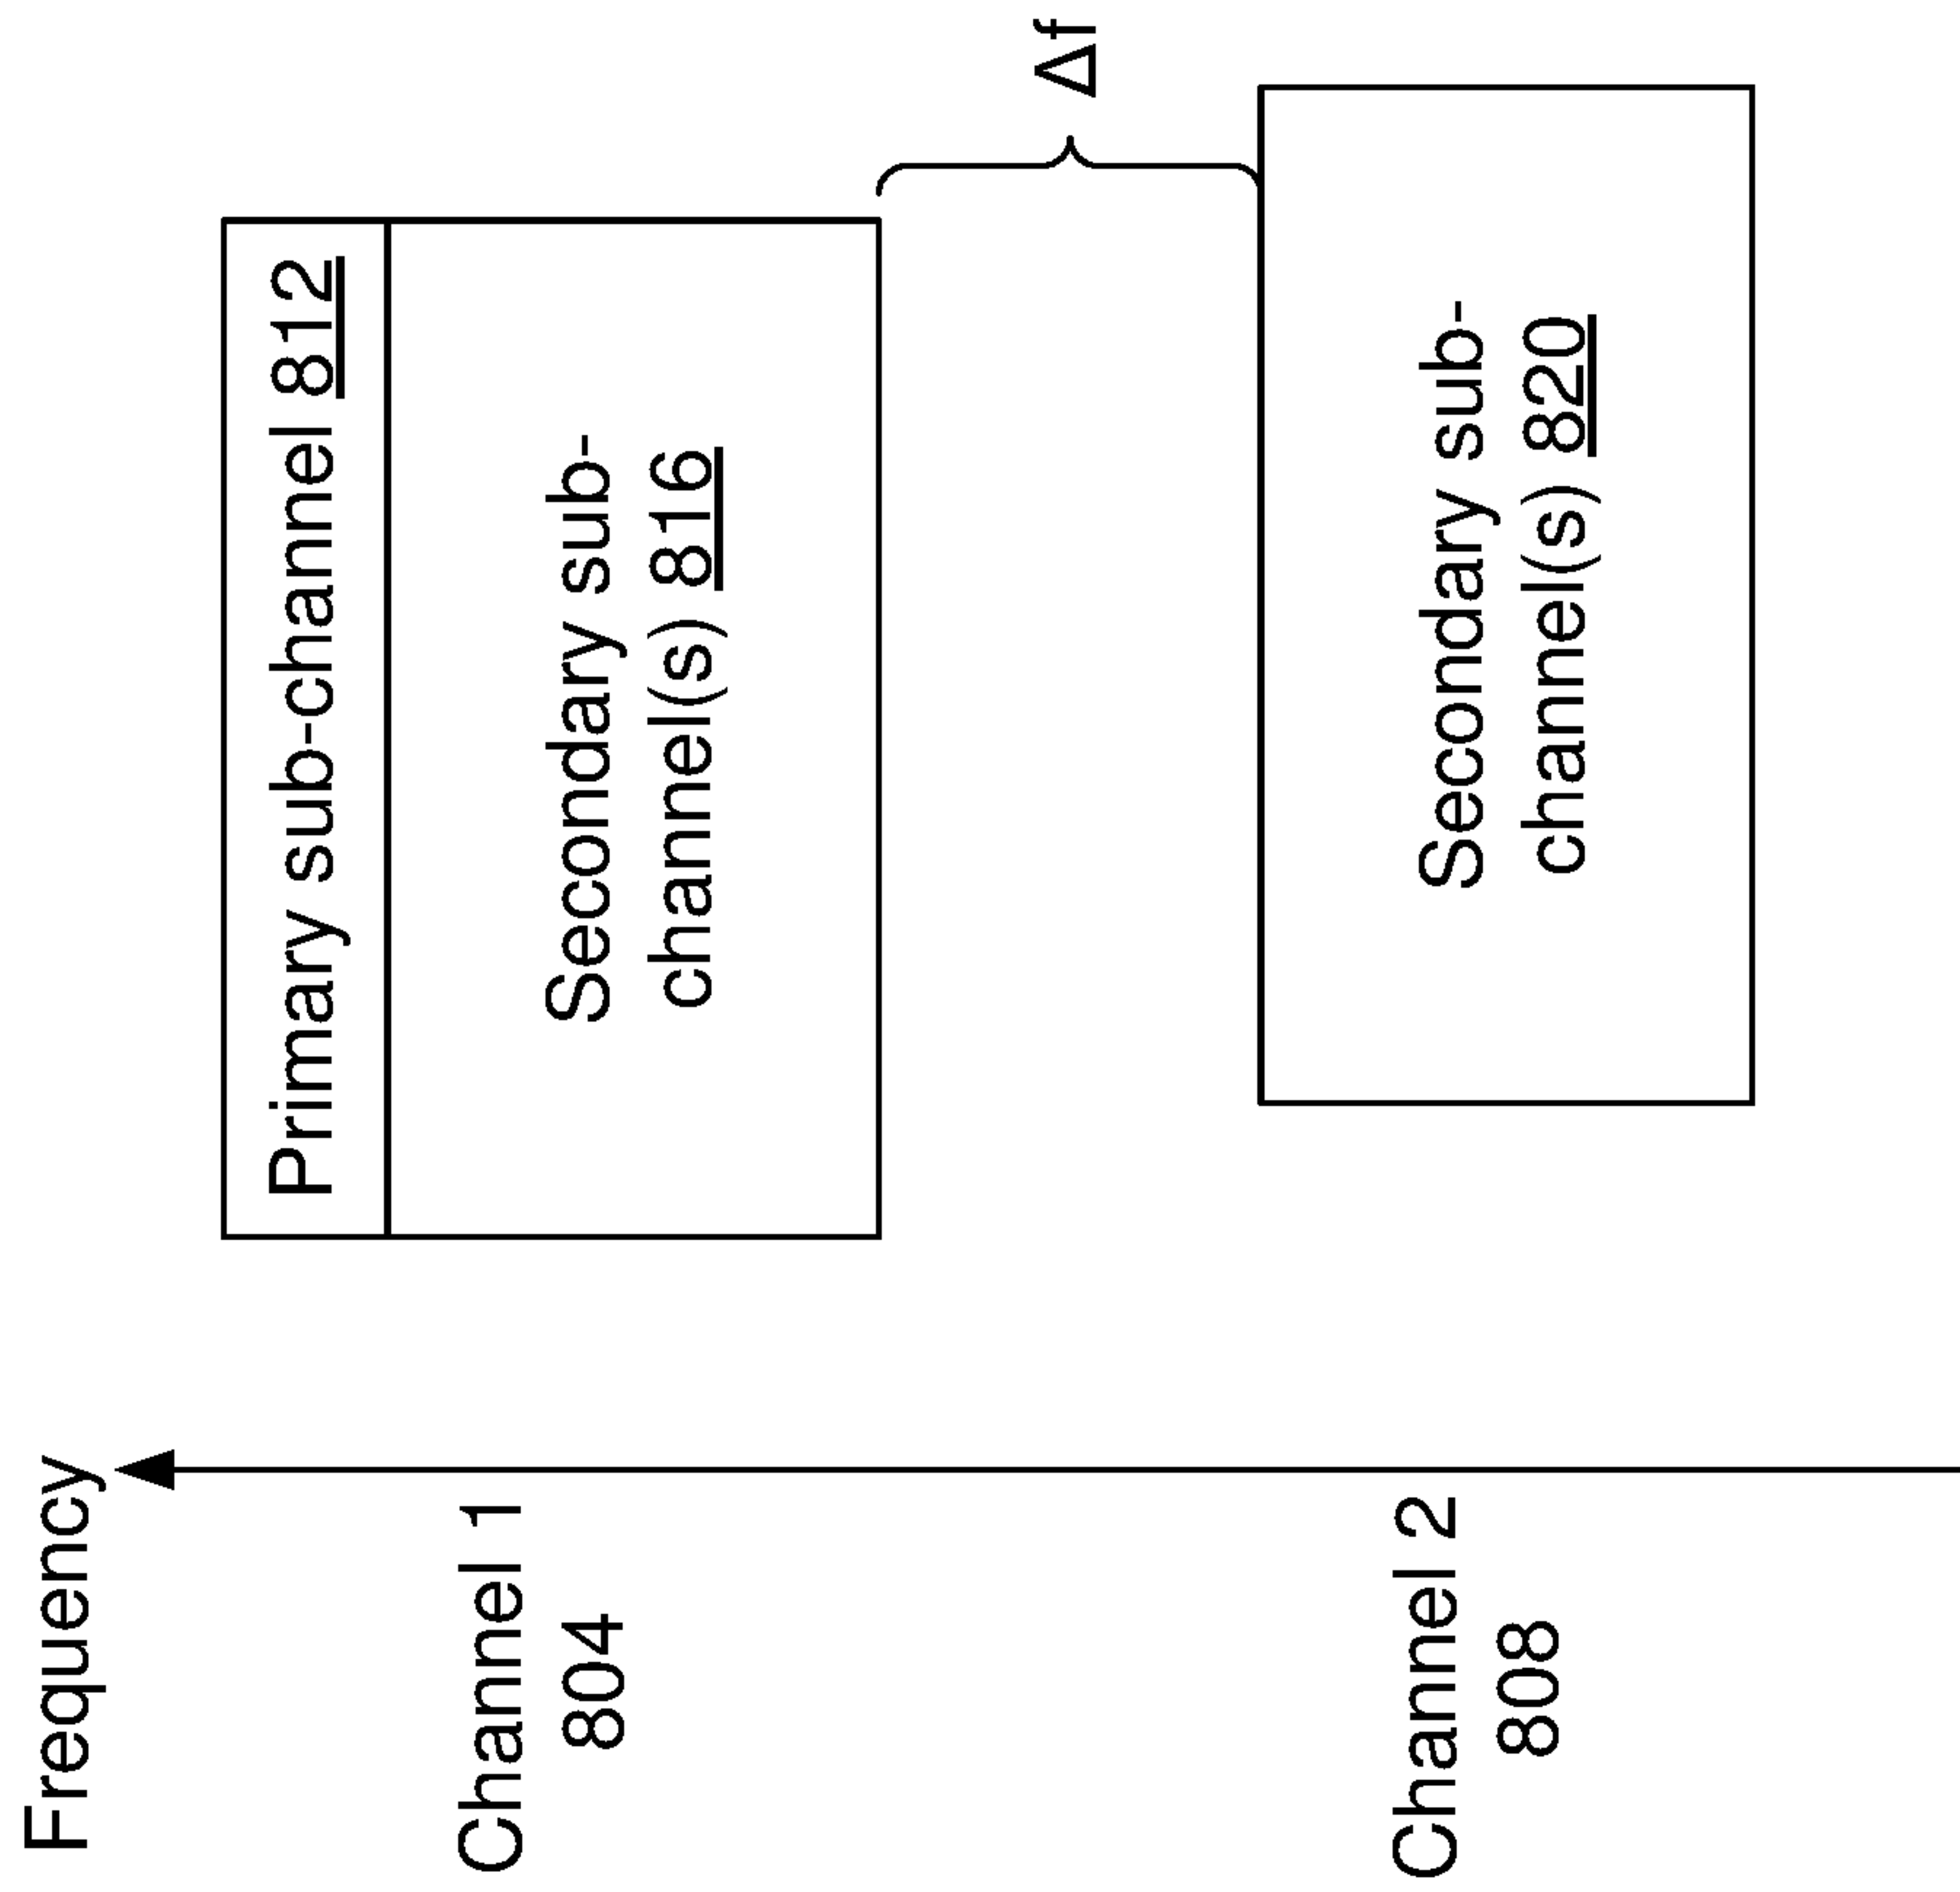 Frequency
Channel 1
804
Primary sub-channel 812
Secondary sub-
channel(s) 816
Δf
Channel 2
808
Secondary sub-
channel(s) 820